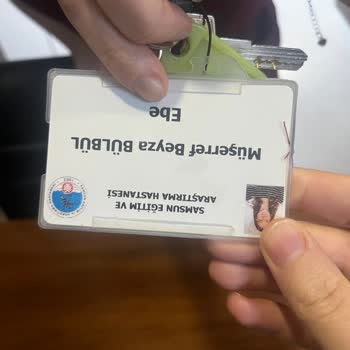 SAMSUN EĞİTİM VE
ARAŞTIRMA HASTANESİ
Müşerref Beyza BÜLBÜL
Ebe